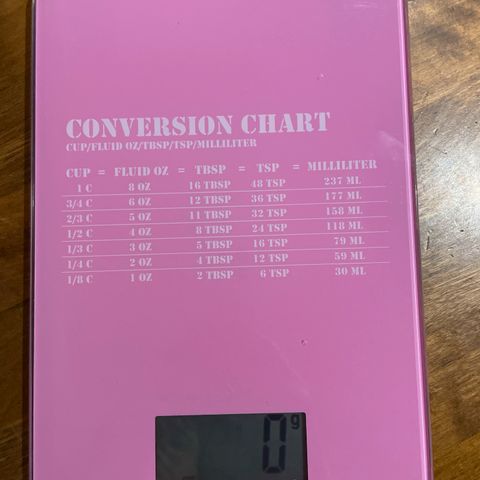 CONVERSION CHART
CUP/FLUID OZ/TBSP/TSP/MILLILITER
CUP = FLUID OZ = TBSP = TSP = MILLILITER
1 C 8 OZ 16 TBSP 48 TSP 237 ML
3/4 C 6 OZ 12 TBSP 36 TSP 177 ML
2/3 C 5 OZ 11 TBSP 32 TSP 158 ML
1/2 C 4 OZ 8 TBSP 24 TSP 118 ML
1/3 C 3 OZ 5 TBSP 16 TSP 79 ML
1/4 C 2 OZ 4 TBSP 12 TSP 59 ML
1/8 C 1 OZ 2 TBSP 6 TSP 30 ML
0 g